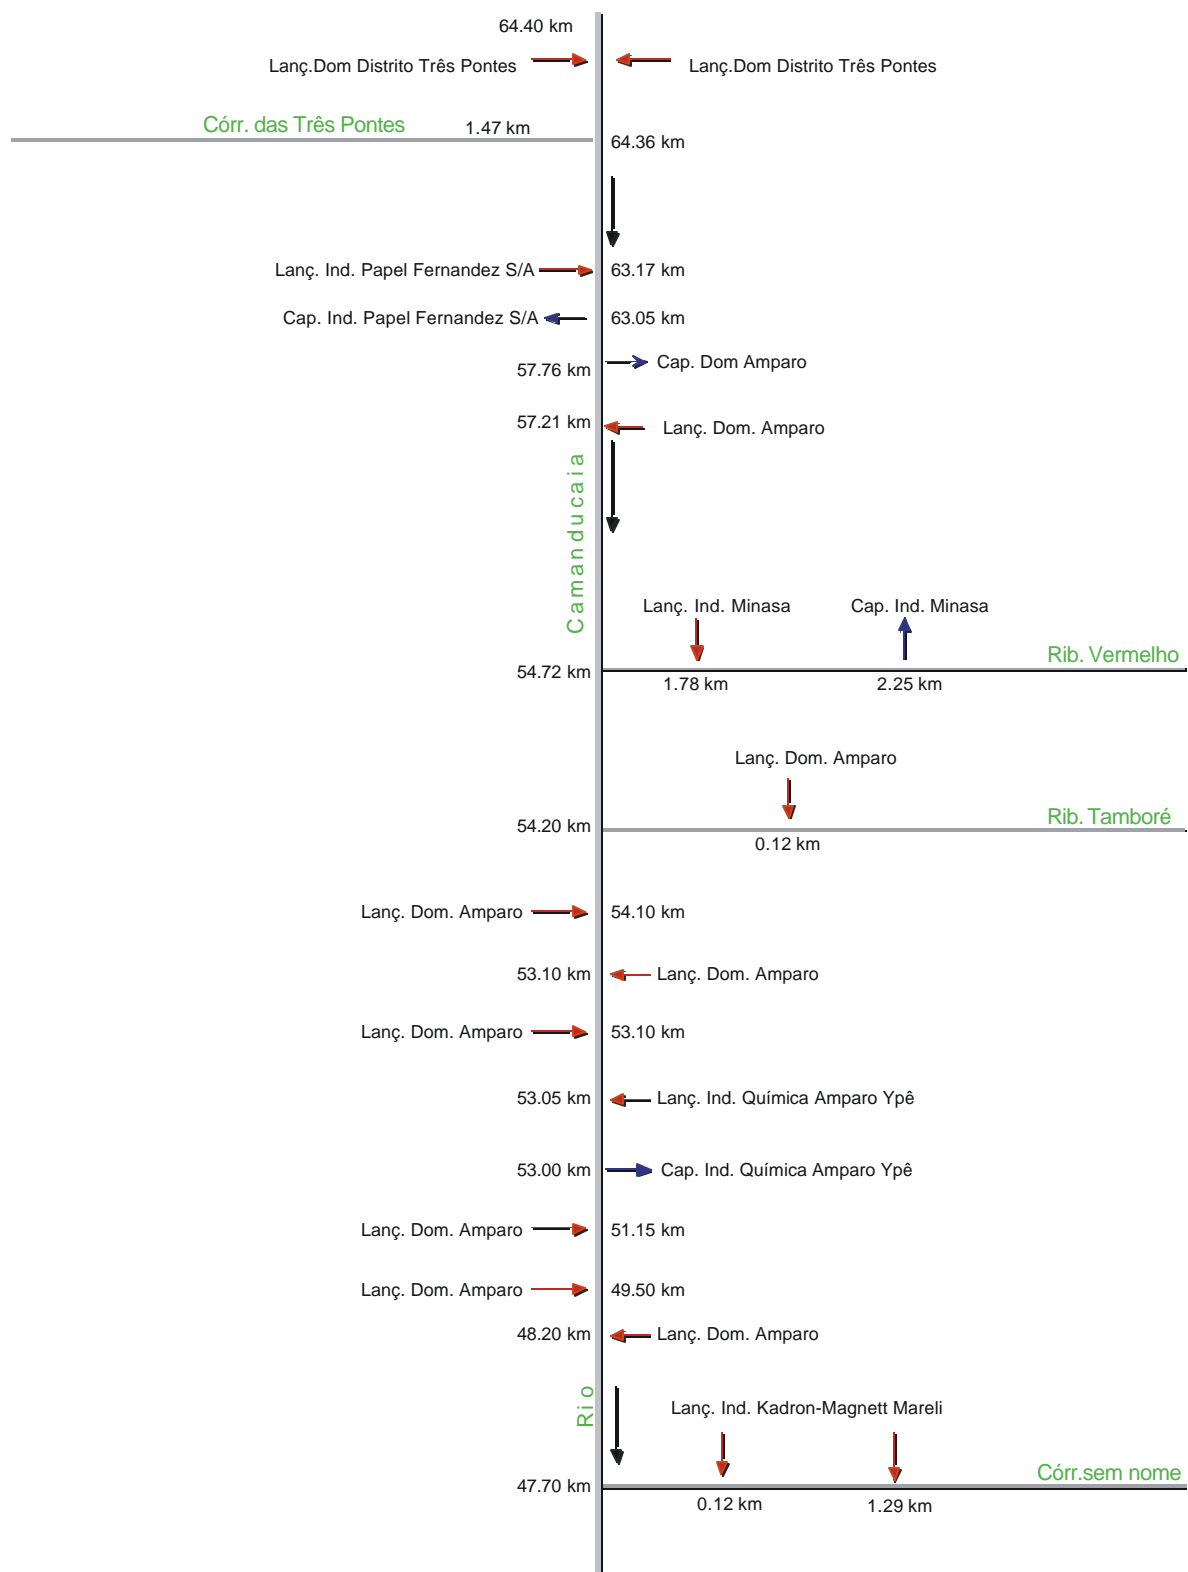 64.40 km
Lanç.Dom Distrito Três Pontes
Lanç.Dom Distrito Três Pontes
Córr. das Três Pontes
1.47 km
64.36 km
Lanç. Ind. Papel Fernandez S/A
63.17 km
Cap. Ind. Papel Fernandez S/A
63.05 km
57.76 km
Cap. Dom Amparo
57.21 km
Lanç. Dom. Amparo
Camanducaia
Lanç. Ind. Minasa
Cap. Ind. Minasa
Rib. Vermelho
54.72 km
1.78 km
2.25 km
Lanç. Dom. Amparo
Rib. Tamboré
54.20 km
0.12 km
Lanç. Dom. Amparo
54.10 km
53.10 km
Lanç. Dom. Amparo
Lanç. Dom. Amparo
53.10 km
53.05 km
Lanç. Ind. Química Amparo Ypê
53.00 km
Cap. Ind. Química Amparo Ypê
Lanç. Dom. Amparo
51.15 km
Lanç. Dom. Amparo
49.50 km
48.20 km
Lanç. Dom. Amparo
Rio
Lanç. Ind. Kadron-Magnett Mareli
Córr.sem nome
47.70 km
0.12 km
1.29 km